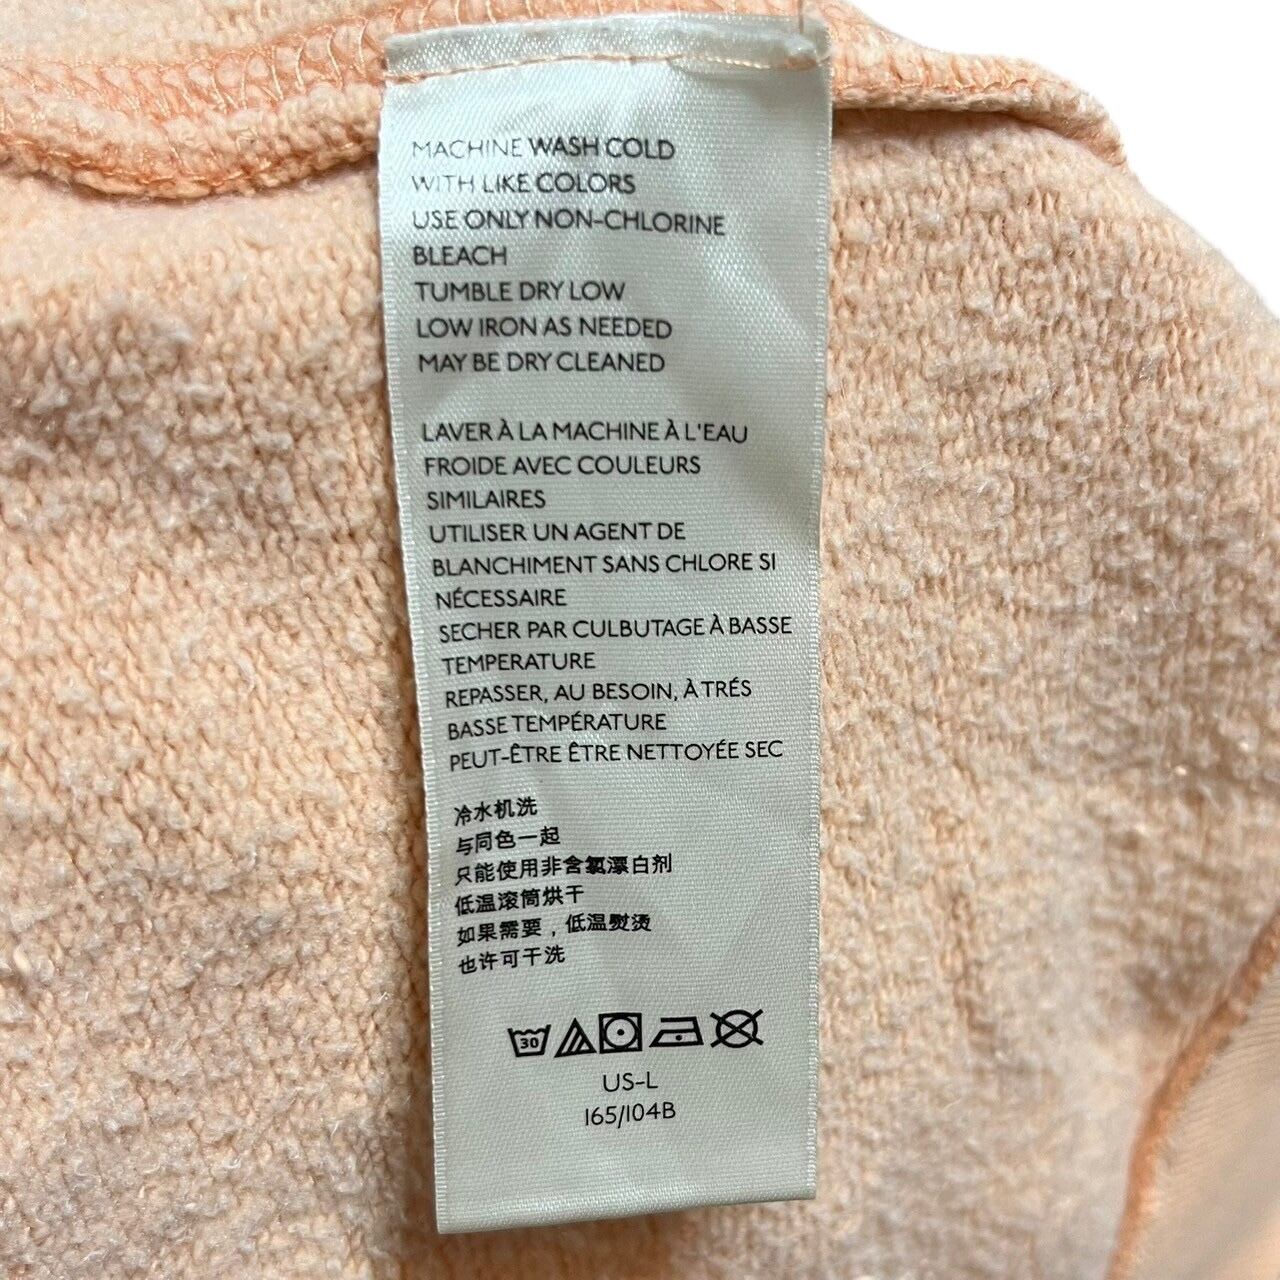 MACHINE WASH COLD
WITH LIKE COLORS
USE ONLY NON-CHLORINE
BLEACH
TUMBLE DRY LOW
LOW IRON AS NEEDED
MAY BE DRY CLEANED
LAVER À LA MACHINE À L'EAU
FROIDE AVEC COULEURS
SIMILAIRES
UTILISER UN AGENT DE
BLANCHIMENT SANS CHLORE SI
NÉCESSAIRE
SECHER PAR CULBUTAGE À BASSE
TEMPERATURE
REPASSER, AU BESOIN, À TRÉS
BASSE TEMPÉRATURE
PEUT-ÊTRE ÊTRE NETTOYÉE SEC
冷水机洗
与同色一起
只能使用非含氯漂白剂
低温滚筒烘干
如果需要，低温熨烫
也许可干洗
30
US-L
165/104B